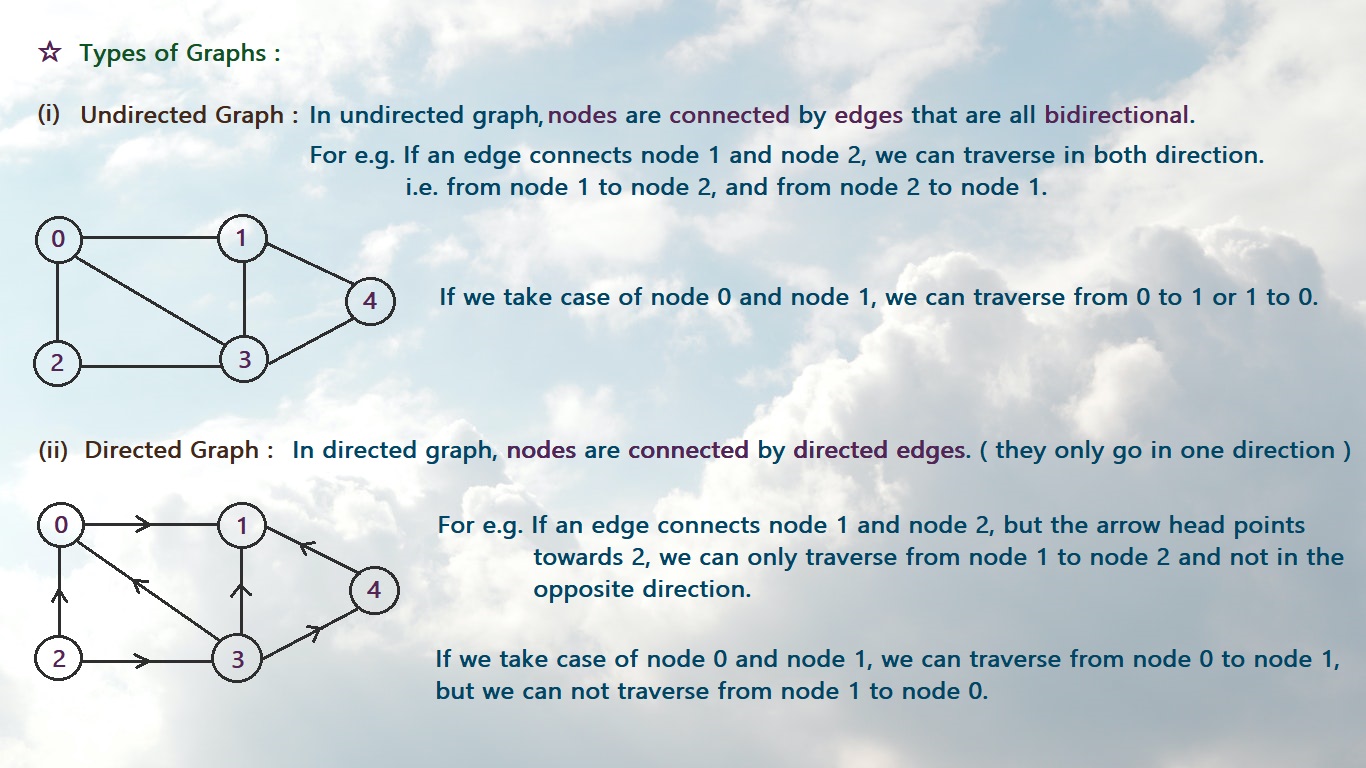 ☆ Types of Graphs :
(i) Undirected Graph : In undirected graph, nodes are connected by edges that are all bidirectional.
For e.g. If an edge connects node 1 and node 2, we can traverse in both direction.
i.e. from node 1 to node 2, and from node 2 to node 1.
0 1
4
2 3
If we take case of node 0 and node 1, we can traverse from 0 to 1 or 1 to 0.
(ii) Directed Graph : In directed graph, nodes are connected by directed edges. ( they only go in one direction )
0 1
4
2 3
For e.g. If an edge connects node 1 and node 2, but the arrow head points
towards 2, we can only traverse from node 1 to node 2 and not in the
opposite direction.
If we take case of node 0 and node 1, we can traverse from node 0 to node 1,
but we can not traverse from node 1 to node 0.